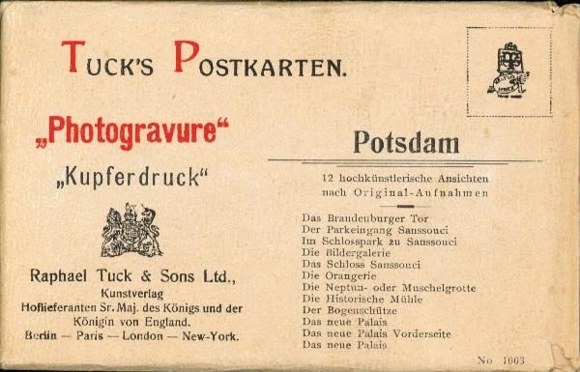 TUCK'S POSTKARTEN.
„Photogravure“
„Kupferdruck“
Raphael Tuck & Sons Ltd.,
Kunstverlag
Hoflieferanten Sr. Maj. des Königs und der
Königin von England.
Berlin — Paris — London — New-York.
Potsdam
12 hochkünstlerische Ansichten
nach Original-Aufnahmen
Das Brandenburger Tor
Der Parkeingang Sanssouci
Im Schlosspark zu Sanssouci
Die Bildergalerie
Das Schloss Sanssouci
Die Orangerie
Die Neptun- oder Muschelgrotte
Die Historische Mühle
Der Bogenschütze
Das neue Palais
Das neue Palais Vorderseite
Das neue Palais
No 1003